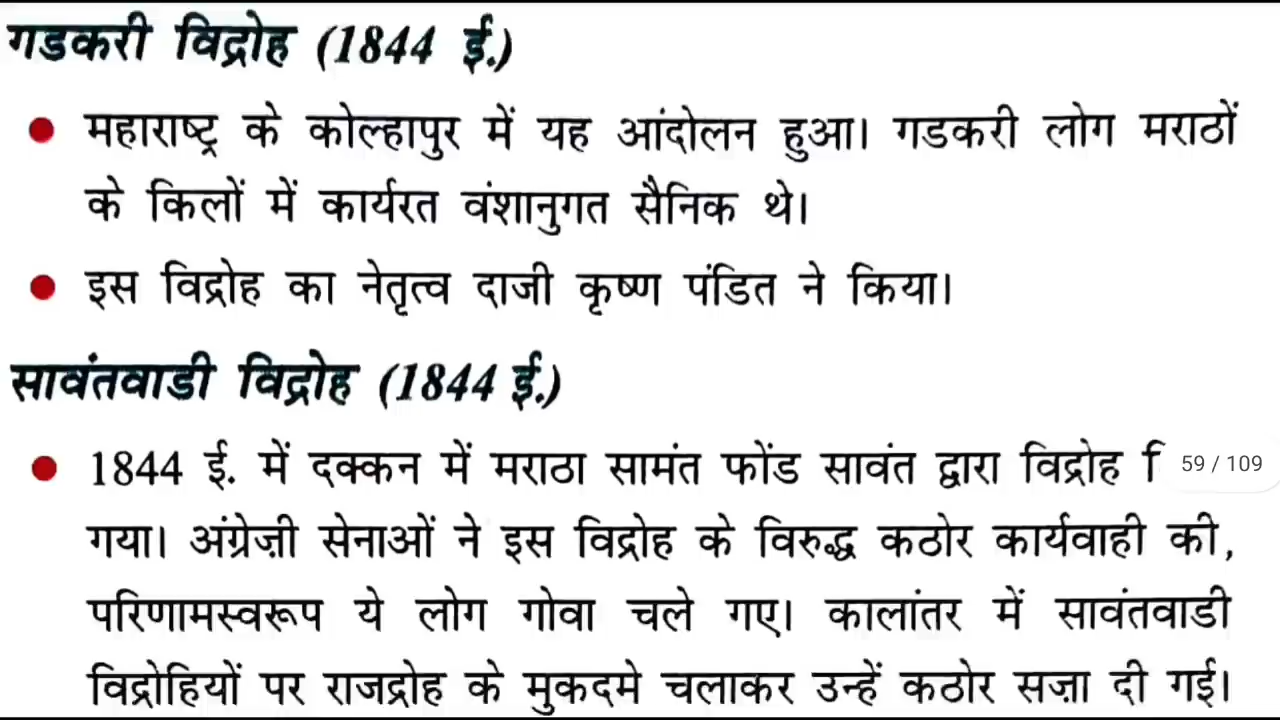 गडकरी विद्रोह (1844 ई.)
महाराष्ट्र के कोल्हापुर में यह आंदोलन हुआ। गडकरी लोग मराठों
के किलों में कार्यरत वंशानुगत सैनिक थे।
इस विद्रोह का नेतृत्व दाजी कृष्ण पंडित ने किया।
सावंतवाडी विद्रोह (1844 ई.)
1844 ई. में दक्कन में मराठा सामंत फोंड सावंत द्वारा विद्रोह
59 / 109
गया। अंग्रेज़ी सेनाओं ने इस विद्रोह के विरुद्ध कठोर कार्यवाही की,
परिणामस्वरूप ये लोग गोवा चले गए। कालांतर में सावंतवाडी
विद्रोहियों पर राजद्रोह के मुकदमे चलाकर उन्हें कठोर सज़ा दी गई।